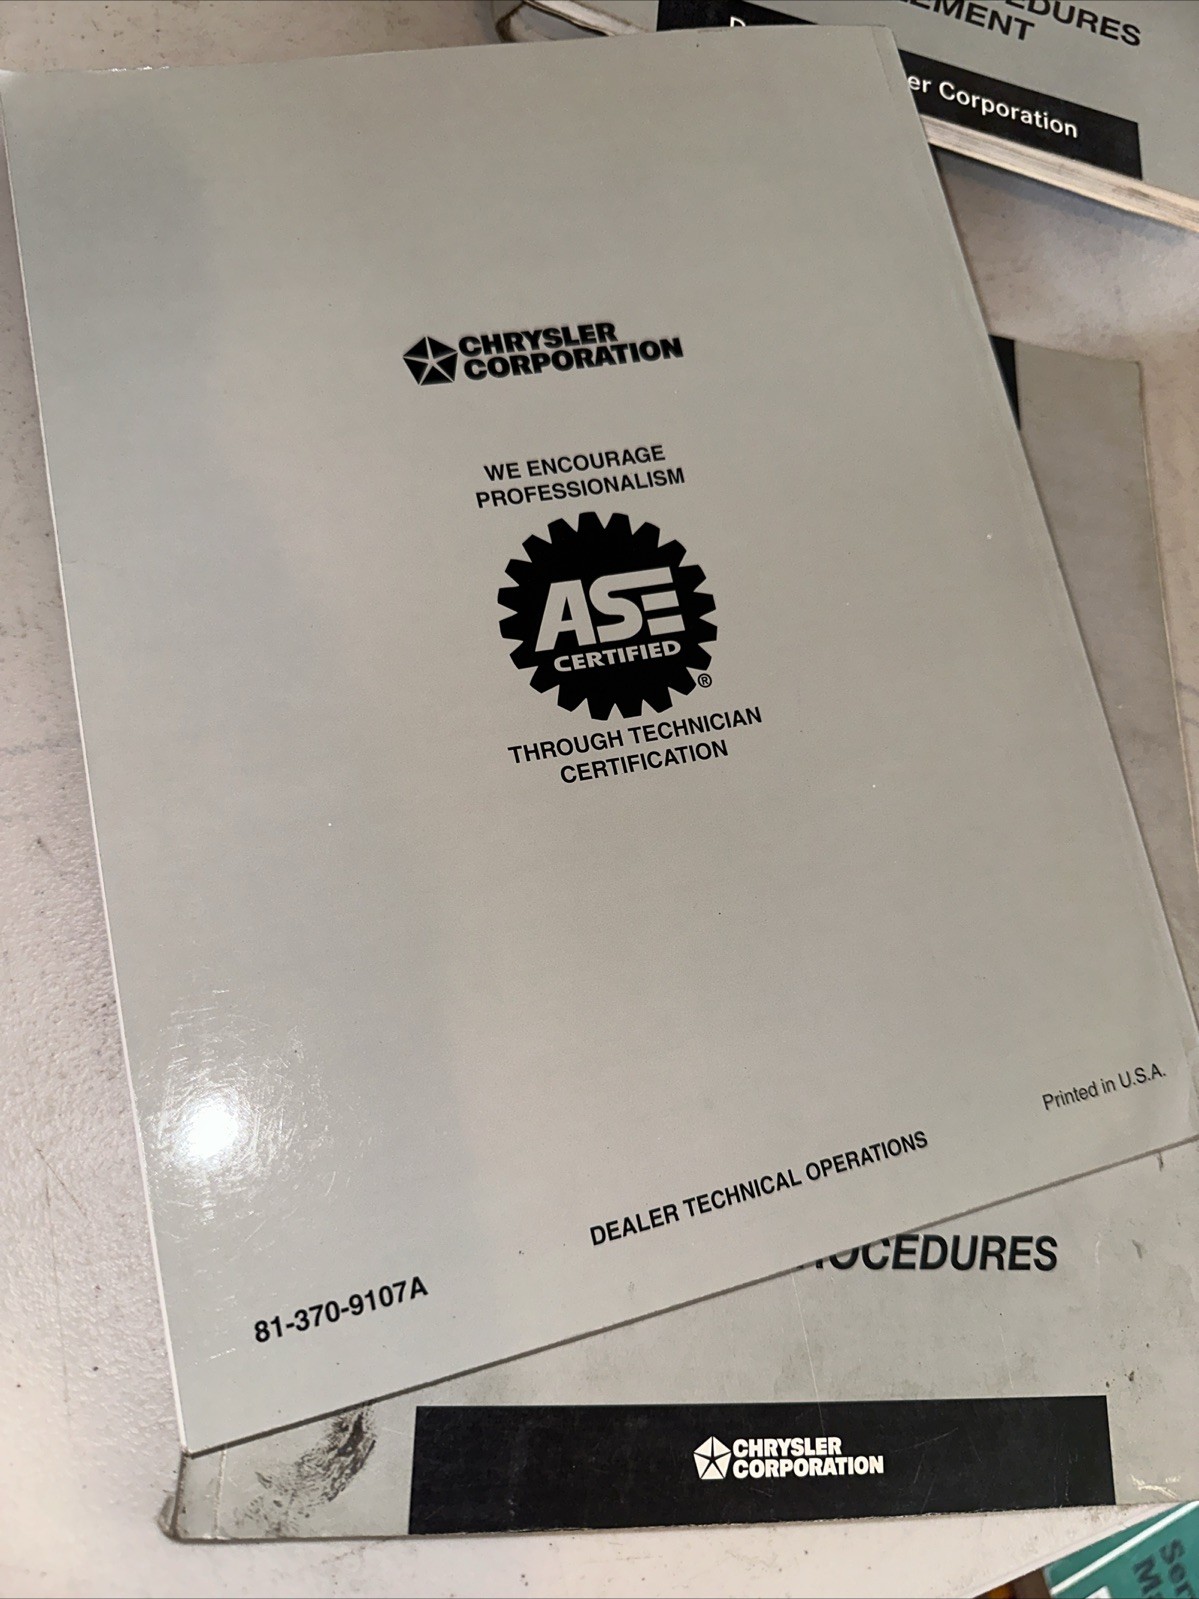 EMENT
er Corporation
CHRYSLER
CORPORATION
WE ENCOURAGE
PROFESSIONALISM
ASE
CERTIFIED
®
THROUGH TECHNICIAN
CERTIFICATION
Printed in U.S.A.
DEALER TECHNICAL OPERATIONS
81-370-9107A
OCEDURES
CHRYSLER
CORPORATION